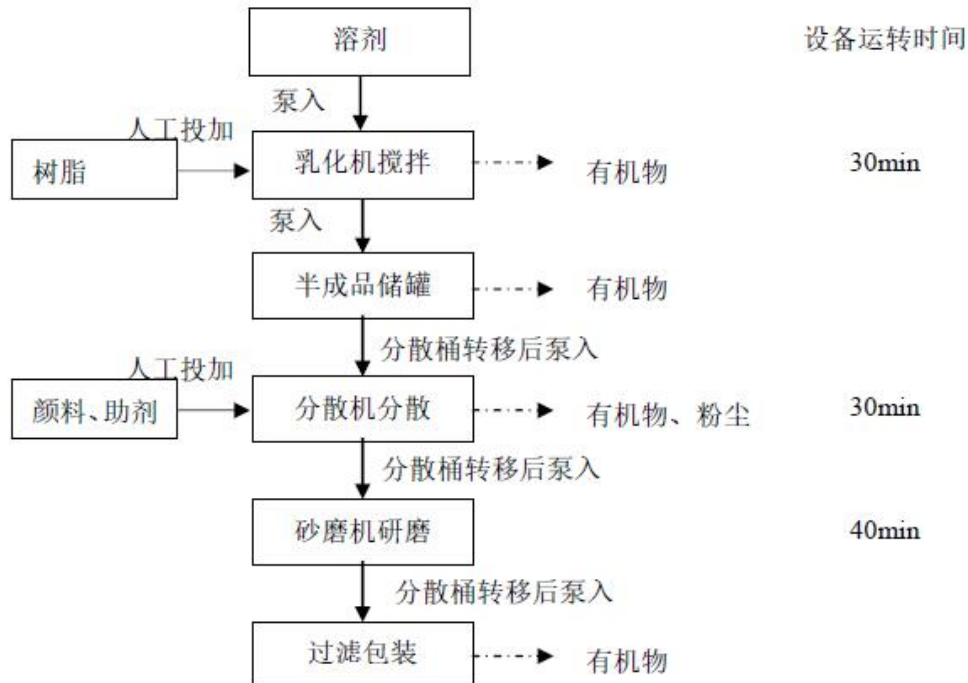 溶剂
设备运转时间
泵入
人工投加
树脂
乳化机搅拌
有机物
30min
泵入
半成品储罐
有机物
分散桶转移后泵入
人工投加
颜料、助剂
分散机分散
有机物、粉尘
30min
分散桶转移后泵入
砂磨机研磨
40min
分散桶转移后泵入
过滤包装
有机物